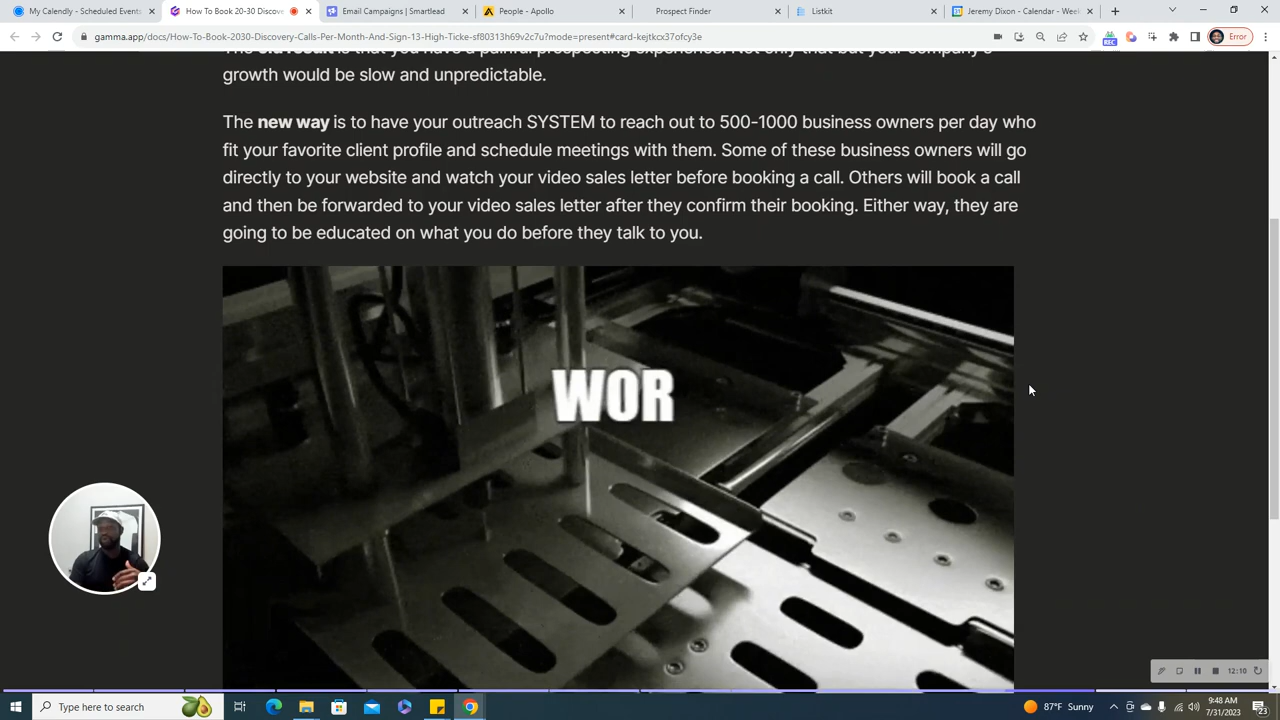 My Calendly - Scheduled Events
How To Book 20-30 Discove
Email Campaigns | Smartlead
People - Apollo
Prospect Finder
Listkit
Jeremy Dixon - Calendar - Week
gamma.app/docs/How-To-Book-2030-Discovery-Calls-Per-Month-And-Sign-13-High-Ticke-sf80313h69v2c7u?mode=present#card-kejtkcx37ofcy3e
REC
Error
growth would be slow and unpredictable.
The new way is to have your outreach SYSTEM to reach out to 500-1000 business owners per day who
fit your favorite client profile and schedule meetings with them. Some of these business owners will go
directly to your website and watch your video sales letter before booking a call. Others will book a call
and then be forwarded to your video sales letter after they confirm their booking. Either way, they are
going to be educated on what you do before they talk to you.
WOR
12:10
Type here to search
87°F Sunny
9:48 AM
7/31/2023
23